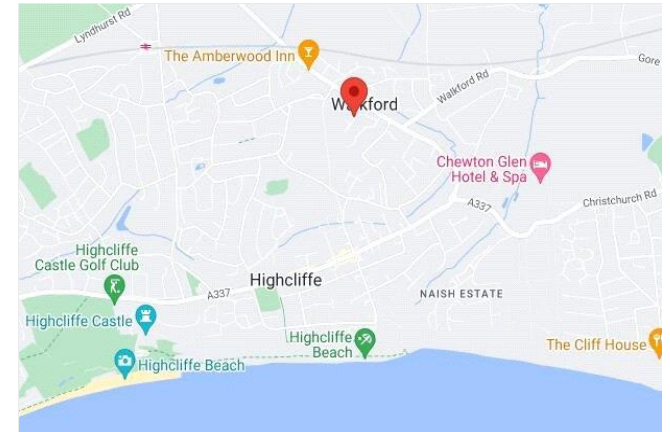 Lyndhurst Rd
The Amberwood Inn
Gore
Walkford Rd
Walkford
Chewton Glen
Hotel & Spa
A337
Christchurch Rd
Highcliffe
Castle Golf Club
Highcliffe
A337
NAISH ESTATE
Highcliffe Castle
Highcliffe
Beach
The Cliff House
Highcliffe Beach